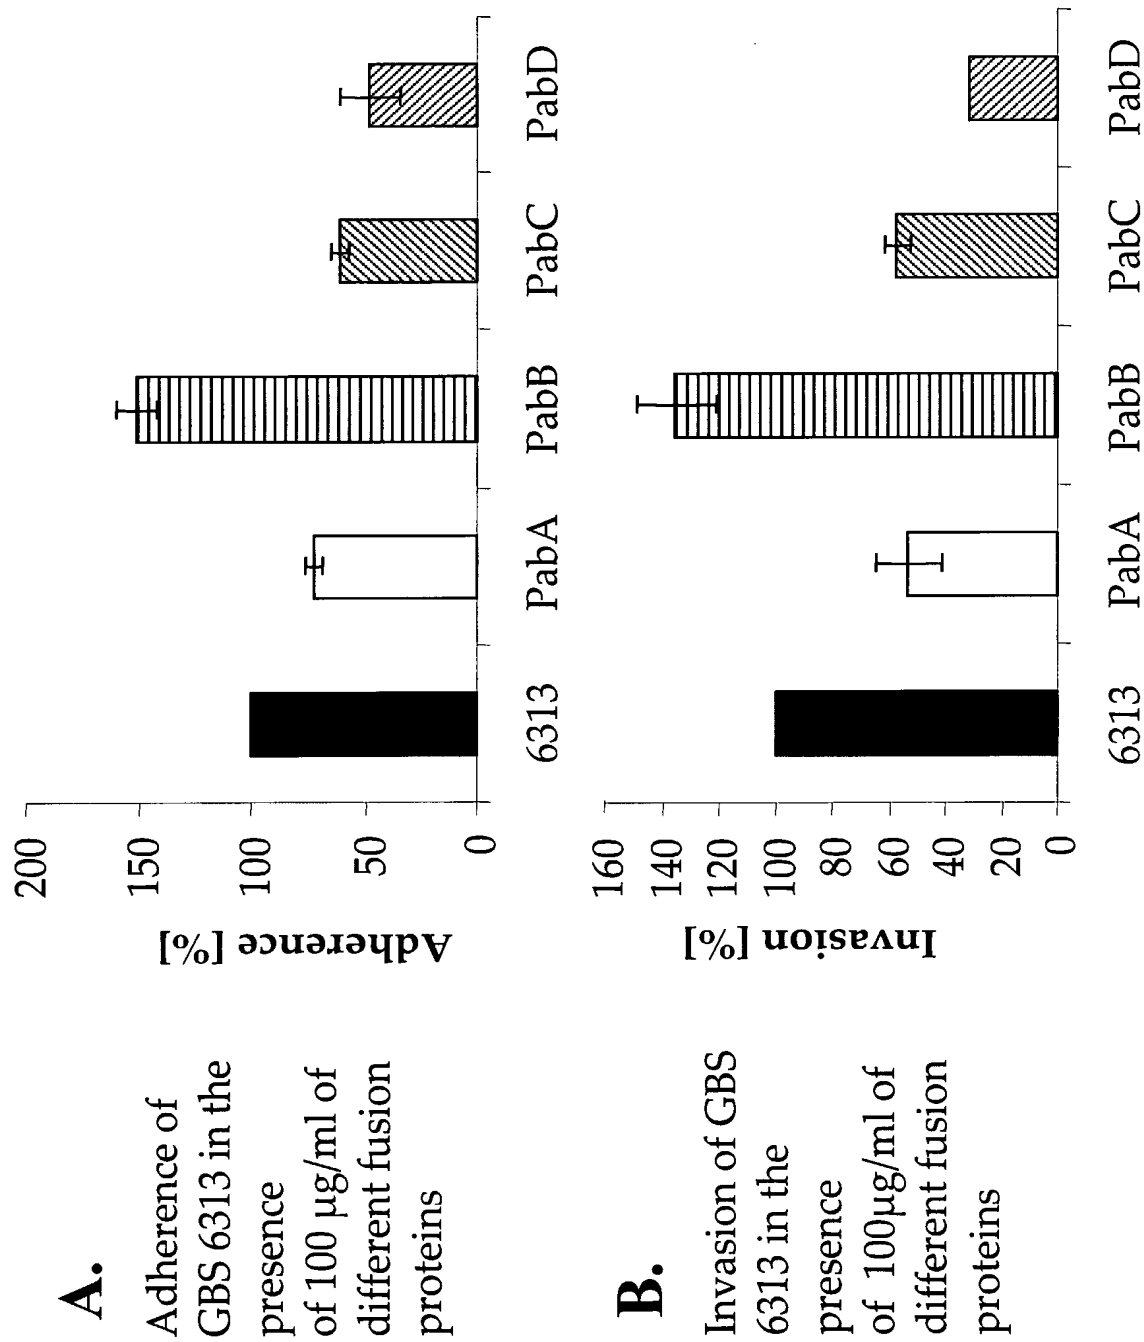 A.
Adherence of
GBS 6313 in the
presence
of 100 µg/ml of
different fusion
proteins
Adherence [%]
200
150
100
50
0
6313 PabA PabB PabC PabD
B.
Invasion of GBS
6313 in the
presence
of 100µg/ml of
different fusion
proteins
Invasion [%]
160
140
120
100
80
60
40
20
0
6313 PabA PabB PabC PabD